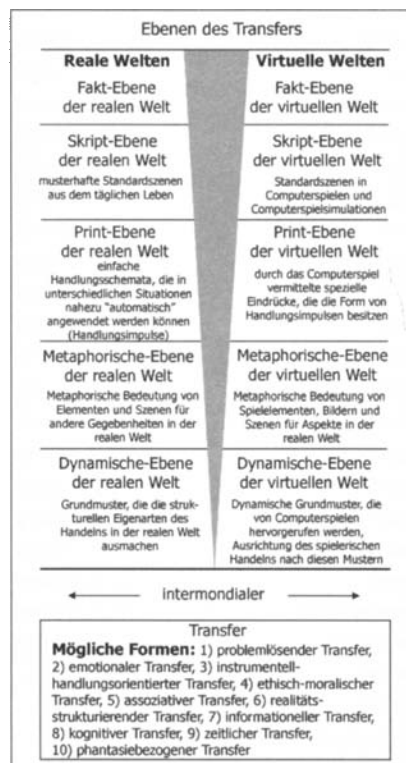 Ebenen des Transfers
Reale Welten
Fakt-Ebene
der realen Welt
Skript-Ebene
der realen Welt
musterhafte Standardszenen
aus dem täglichen Leben
Print-Ebene
der realen Welt
einfache
Handlungsschemata, die in
unterschiedlichen Situationen
nahezu "automatisch"
angewendet werden können
(Handlungsimpulse)
Metaphorische-Ebene
der realen Welt
Metaphorische Bedeutung von
Elementen und Szenen für
andere Gegebenheiten in der
realen Welt
Dynamische-Ebene
der realen Welt
Grundmuster, die die struk-
turellen Eigenarten des
Handelns in der realen Welt
ausmachen
Virtuelle Welten
Fakt-Ebene
der virtuellen Welt
Skript-Ebene
der virtuellen Welt
Standardszenen in
Computerspielen und
Computerspielsimulationen
Print-Ebene
der virtuellen Welt
durch das Computerspiel
vermittelte spezielle
Eindrücke, die die Form von
Handlungsimpulsen besitzen
Metaphorische-Ebene
der virtuellen Welt
Metaphorische Bedeutung von
Spielelementen, Bildern und
Szenen für Aspekte in der
realen Welt
Dynamische-Ebene
der virtuellen Welt
Dynamische Grundmuster, die
von Computerspielen
hervorgerufen werden,
Ausrichtung des spielerischen
Handelns nach diesen Mustern
intermondialer
Transfer
Mögliche Formen: 1) problemlösender Transfer,
2) emotionaler Transfer, 3) instrumentell-
handlungsorientierter Transfer, 4) ethisch-moralischer
Transfer, 5) assoziativer Transfer, 6) realitäts-
strukturierender Transfer, 7) informationeller Transfer,
8) kognitiver Transfer, 9) zeitlicher Transfer,
10) phantasiebezogener Transfer